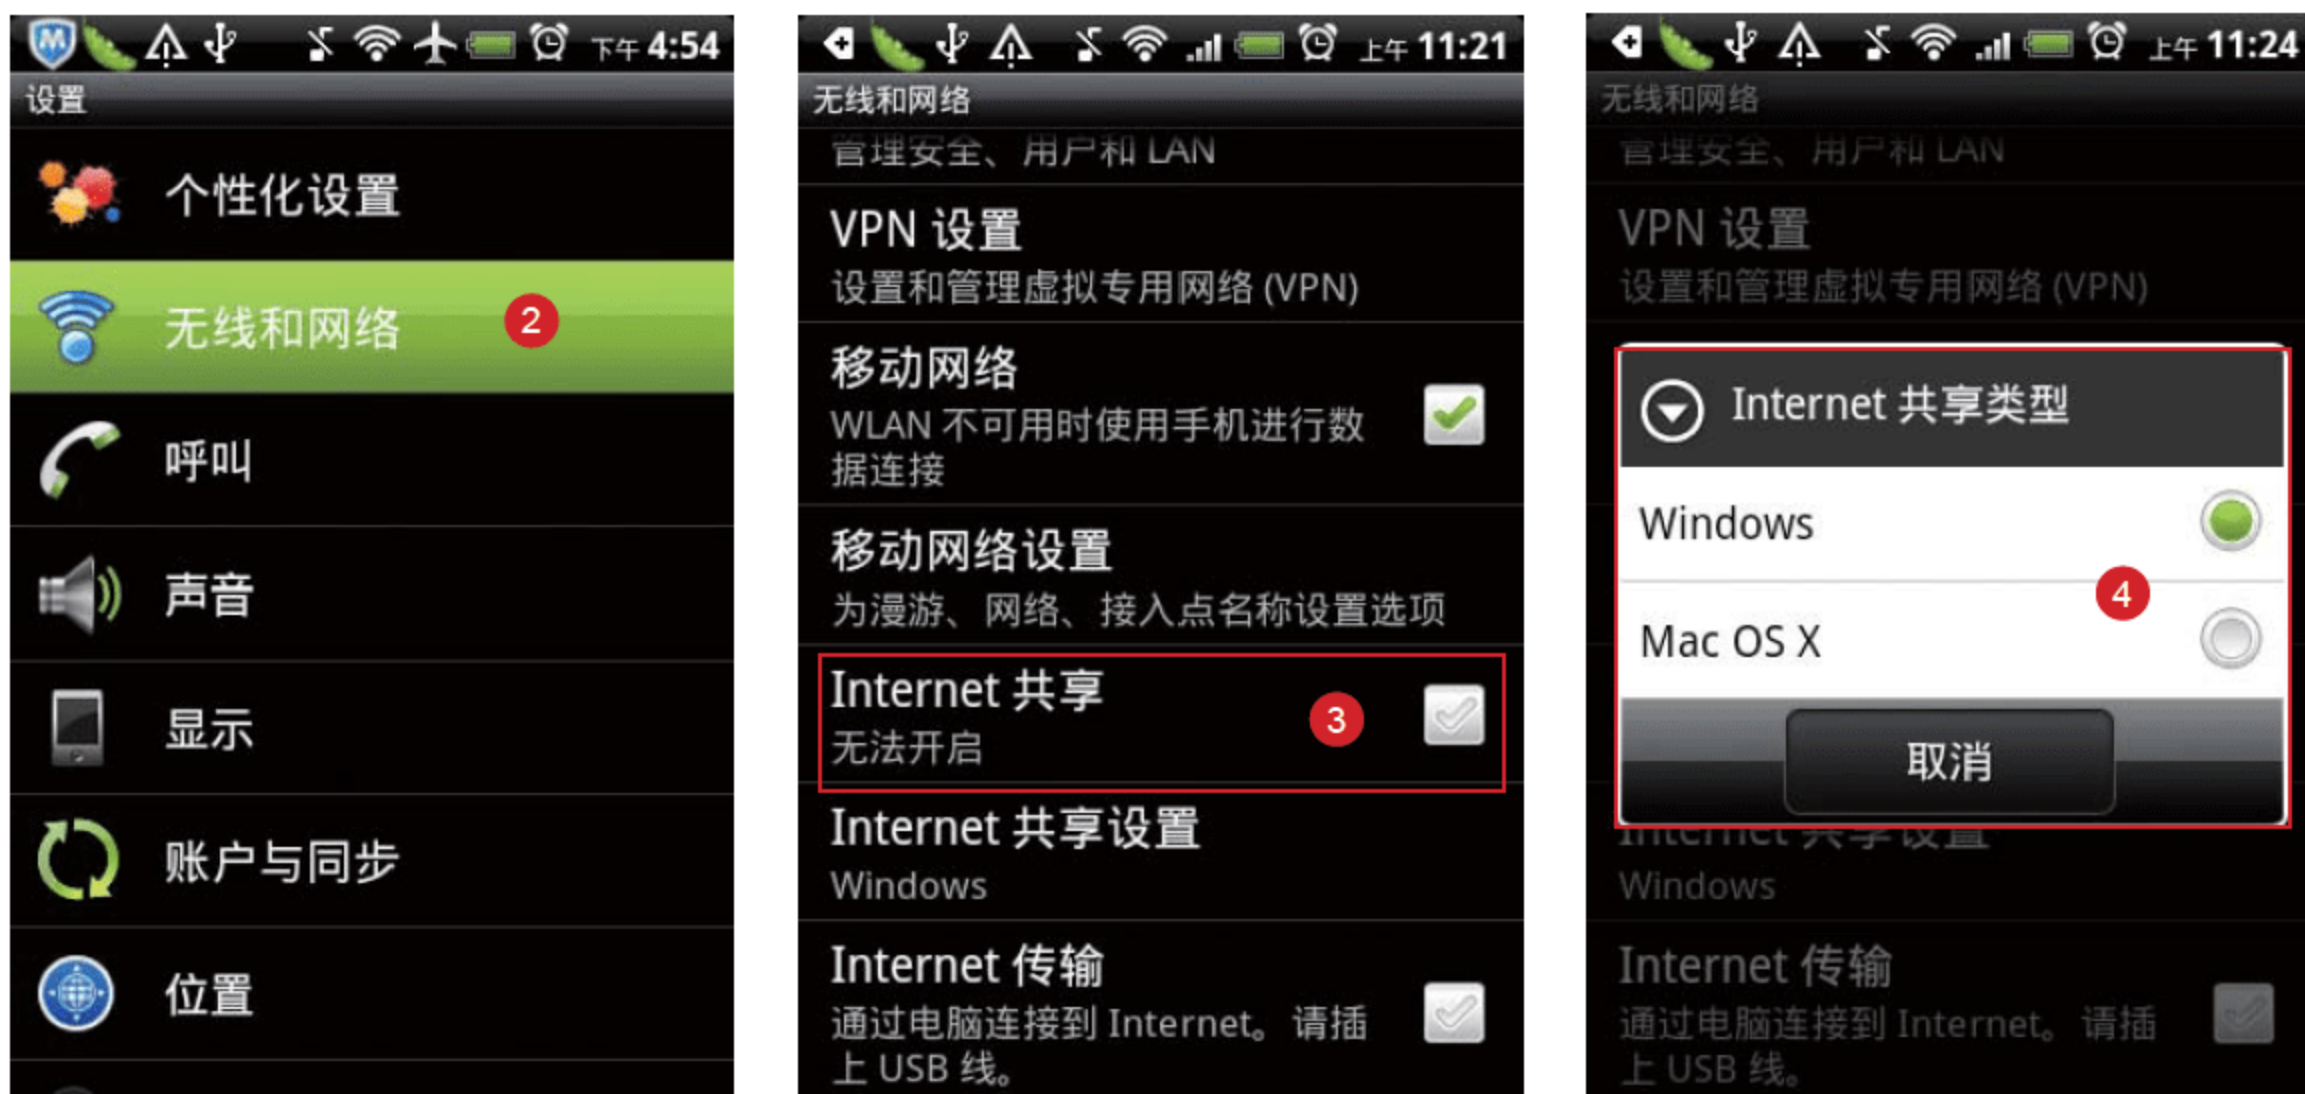 下午 4:54
设置
个性化设置
无线和网络
2
呼叫
声音
显示
账户与同步
位置
上午 11:21
无线和网络
管理安全、用户和 LAN
VPN 设置
设置和管理虚拟专用网络 (VPN)
移动网络
WLAN 不可用时使用手机进行数
据连接
移动网络设置
为漫游、网络、接入点名称设置选项
Internet 共享
无法开启
3
Internet 共享设置
Windows
Internet 传输
通过电脑连接到 Internet。请插
上 USB 线。
上午 11:24
无线和网络
管理安全、用户和 LAN
VPN 设置
设置和管理虚拟专用网络 (VPN)
Internet 共享类型
Windows
4
Mac OS X
取消
Internet 共享设置
Windows
Internet 传输
通过电脑连接到 Internet。请插
上 USB 线。